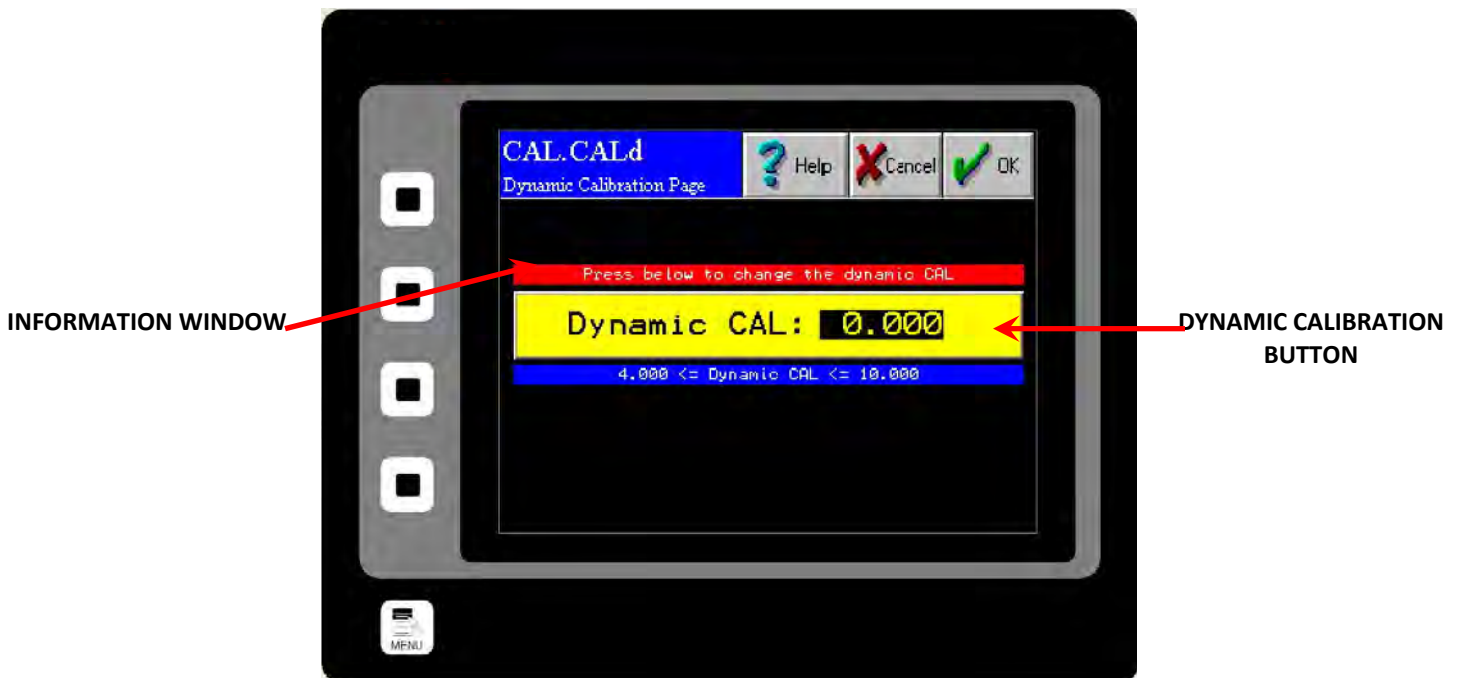 CAL.CALd
Dynamic Calibration Page
Help
Cancel
OK
Press below to change the dynamic CAL
INFORMATION WINDOW
Dynamic CAL: 0.000
DYNAMIC CALIBRATION
BUTTON
4.000 <= Dynamic CAL <= 10.000
MENU